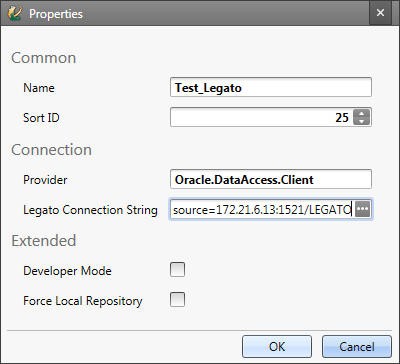 Properties
Common
Name Test_Legato
Sort ID 25
Connection
Provider Oracle.DataAccess.Client
Legato Connection String source=172.21.6.13:1521/LEGATO
Extended
Developer Mode
Force Local Repository
OK Cancel